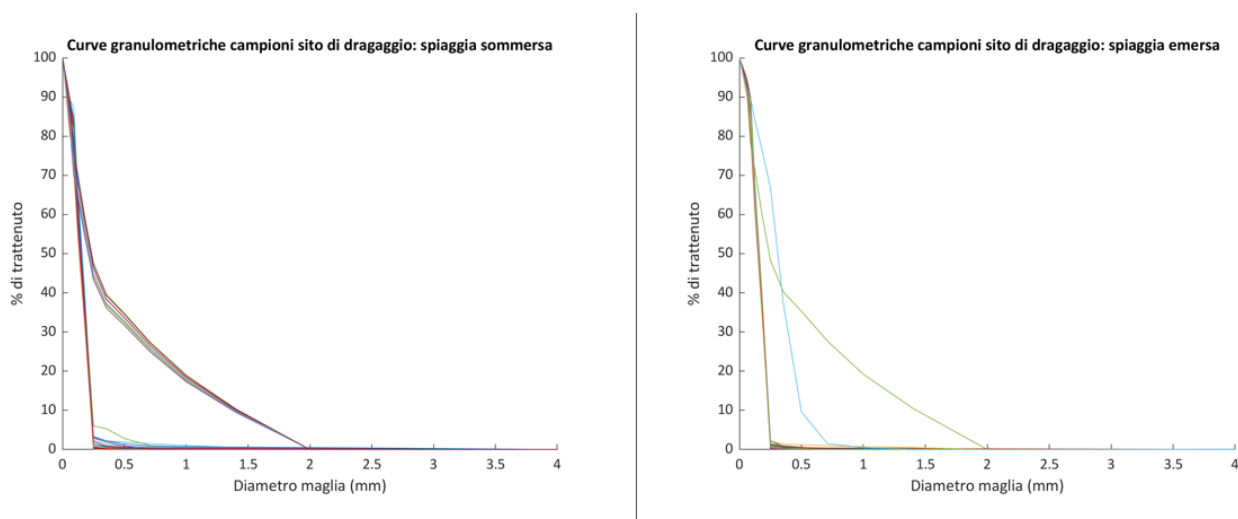 Curve granulometriche campioni sito di dragaggio: spiaggia sommersa
100
90
80
70
60
50
40
30
20
10
0
% di trattenuto
0 0.5 1 1.5 2 2.5 3 3.5 4
Diametro maglia (mm)
Curve granulometriche campioni sito di dragaggio: spiaggia emersa
100
90
80
70
60
50
40
30
20
10
0
% di trattenuto
0 0.5 1 1.5 2 2.5 3 3.5 4
Diametro maglia (mm)